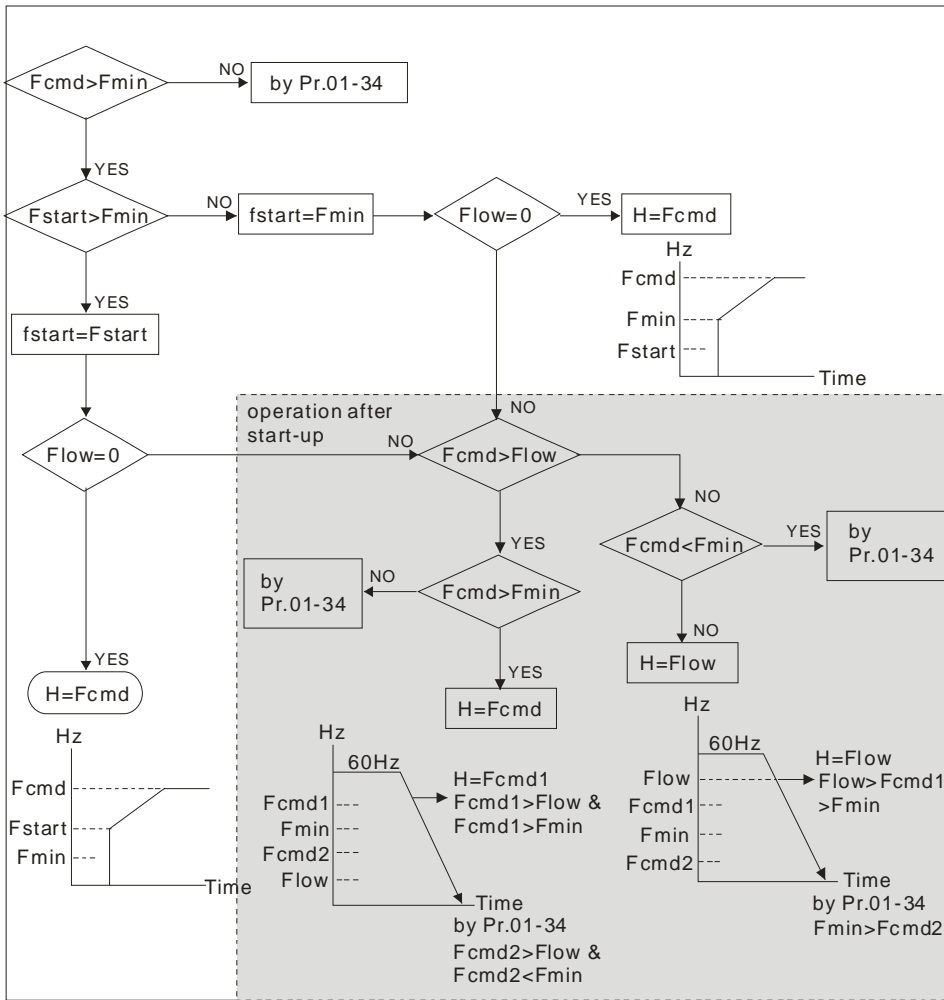 Fcmd>Fmin
NO
by Pr.01-34
YES
Fstart>Fmin
NO
fstart=Fmin
Flow=0
YES
H=Fcmd
Hz
Fcmd
Fmin
Fstart
Time
YES
fstart=Fstart
NO
operation after
start-up
Flow=0
NO
Fcmd>Flow
NO
YES
Fcmd<Fmin
YES
by
Pr.01-34
by
Pr.01-34
NO
Fcmd>Fmin
NO
H=Flow
YES
H=Fcmd
YES
H=Fcmd
Hz
Fcmd
Fstart
Fmin
Time
Hz
60Hz
Fcmd1
Fmin
Fcmd2
Flow
H=Fcmd1
Fcmd1>Flow &
Fcmd1>Fmin
Time
by Pr.01-34
Fcmd2>Flow &
Fcmd2<Fmin
Hz
60Hz
Flow
Fcmd1
Fmin
Fcmd2
H=Flow
Flow>Fcmd1
>Fmin
Time
by Pr.01-34
Fmin>Fcmd2